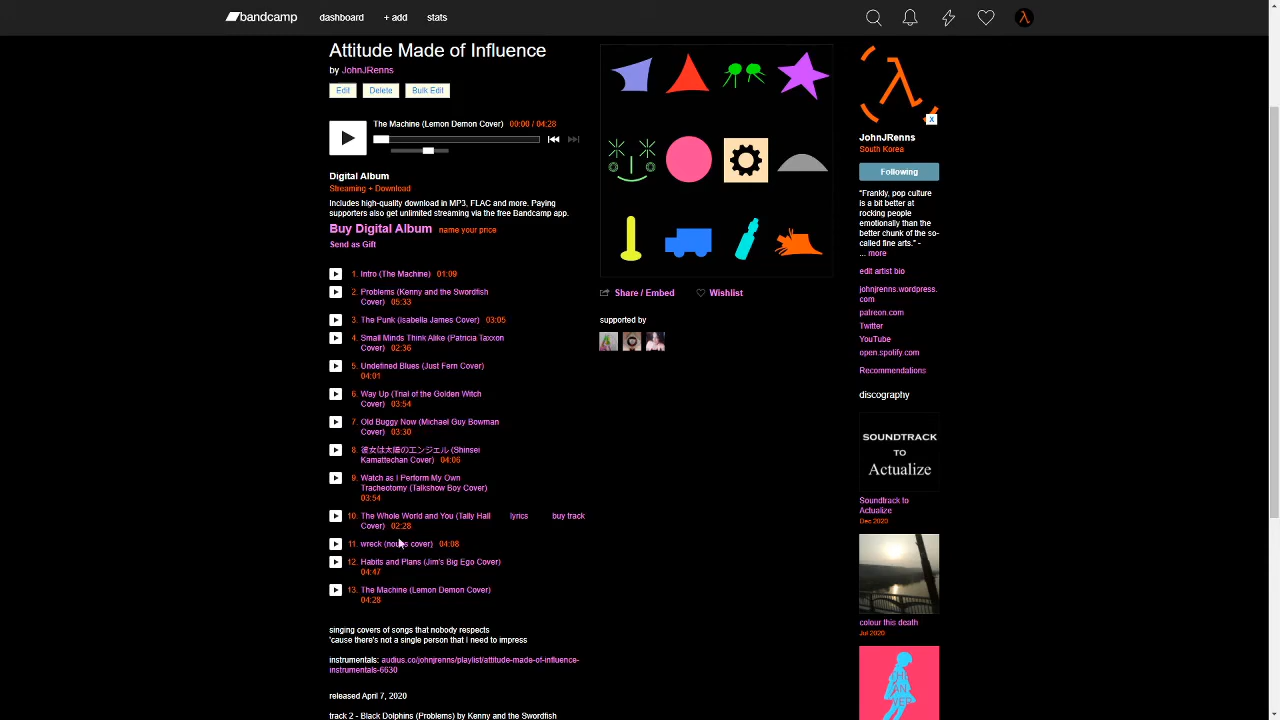 bandcamp dashboard + add stats
Attitude Made of Influence
by JohnJRenns
Edit Delete Bulk Edit
The Machine (Lemon Demon Cover) 00:00 / 04:28
Digital Album
Streaming + Download
Includes high-quality download in MP3, FLAC and more. Paying
supporters also get unlimited streaming via the free Bandcamp app.
Buy Digital Album name your price
Send as Gift
1. Intro (The Machine) 01:09
2. Problems (Kenny and the Swordfish
Cover) 05:33
3. The Punk (Isabella James Cover) 03:05
4. Small Minds Think Alike (Patricia Taxxon
Cover) 02:36
5. Undefined Blues (Just Fern Cover)
04:01
6. Way Up (Trial of the Golden Witch
Cover) 03:54
7. Old Buggy Now (Michael Guy Bowman
Cover) 03:30
8. 彼女は太陽のエンジェル (Shinsei
Kamattechan Cover) 04:06
9. Watch as I Perform My Own
Tracheotomy (Talkshow Boy Cover)
03:54
10. The Whole World and You (Tally Hall lyrics buy track
Cover) 02:28
11. wreck cover) 04:08
12. Habits and Plans (Jim's Big Ego Cover)
04:47
13. The Machine (Lemon Demon Cover)
04:28
singing covers of songs that nobody respects
'cause there's not a single person that I need to impress
instrumentals: audius.co/johnjrenns/playlist/attitude-made-of-influence-
instrumentals-6630
released April 7, 2020
track 2 - Black Dolphins (Problems) by Kenny and the Swordfish
Share / Embed Wishlist
supported by
X
JohnJRenns
South Korea
Following
"Frankly, pop culture
is a bit better at
rocking people
emotionally than the
better chunk of the so-
called fine arts." -
... more
edit artist bio
johnjrenns.wordpress.
com
patreon.com
Twitter
YouTube
open.spotify.com
Recommendations
discography
SOUNDTRACK
TO
Actualize
Soundtrack to
Actualize
Dec 2020
colour this death
Jul 2020